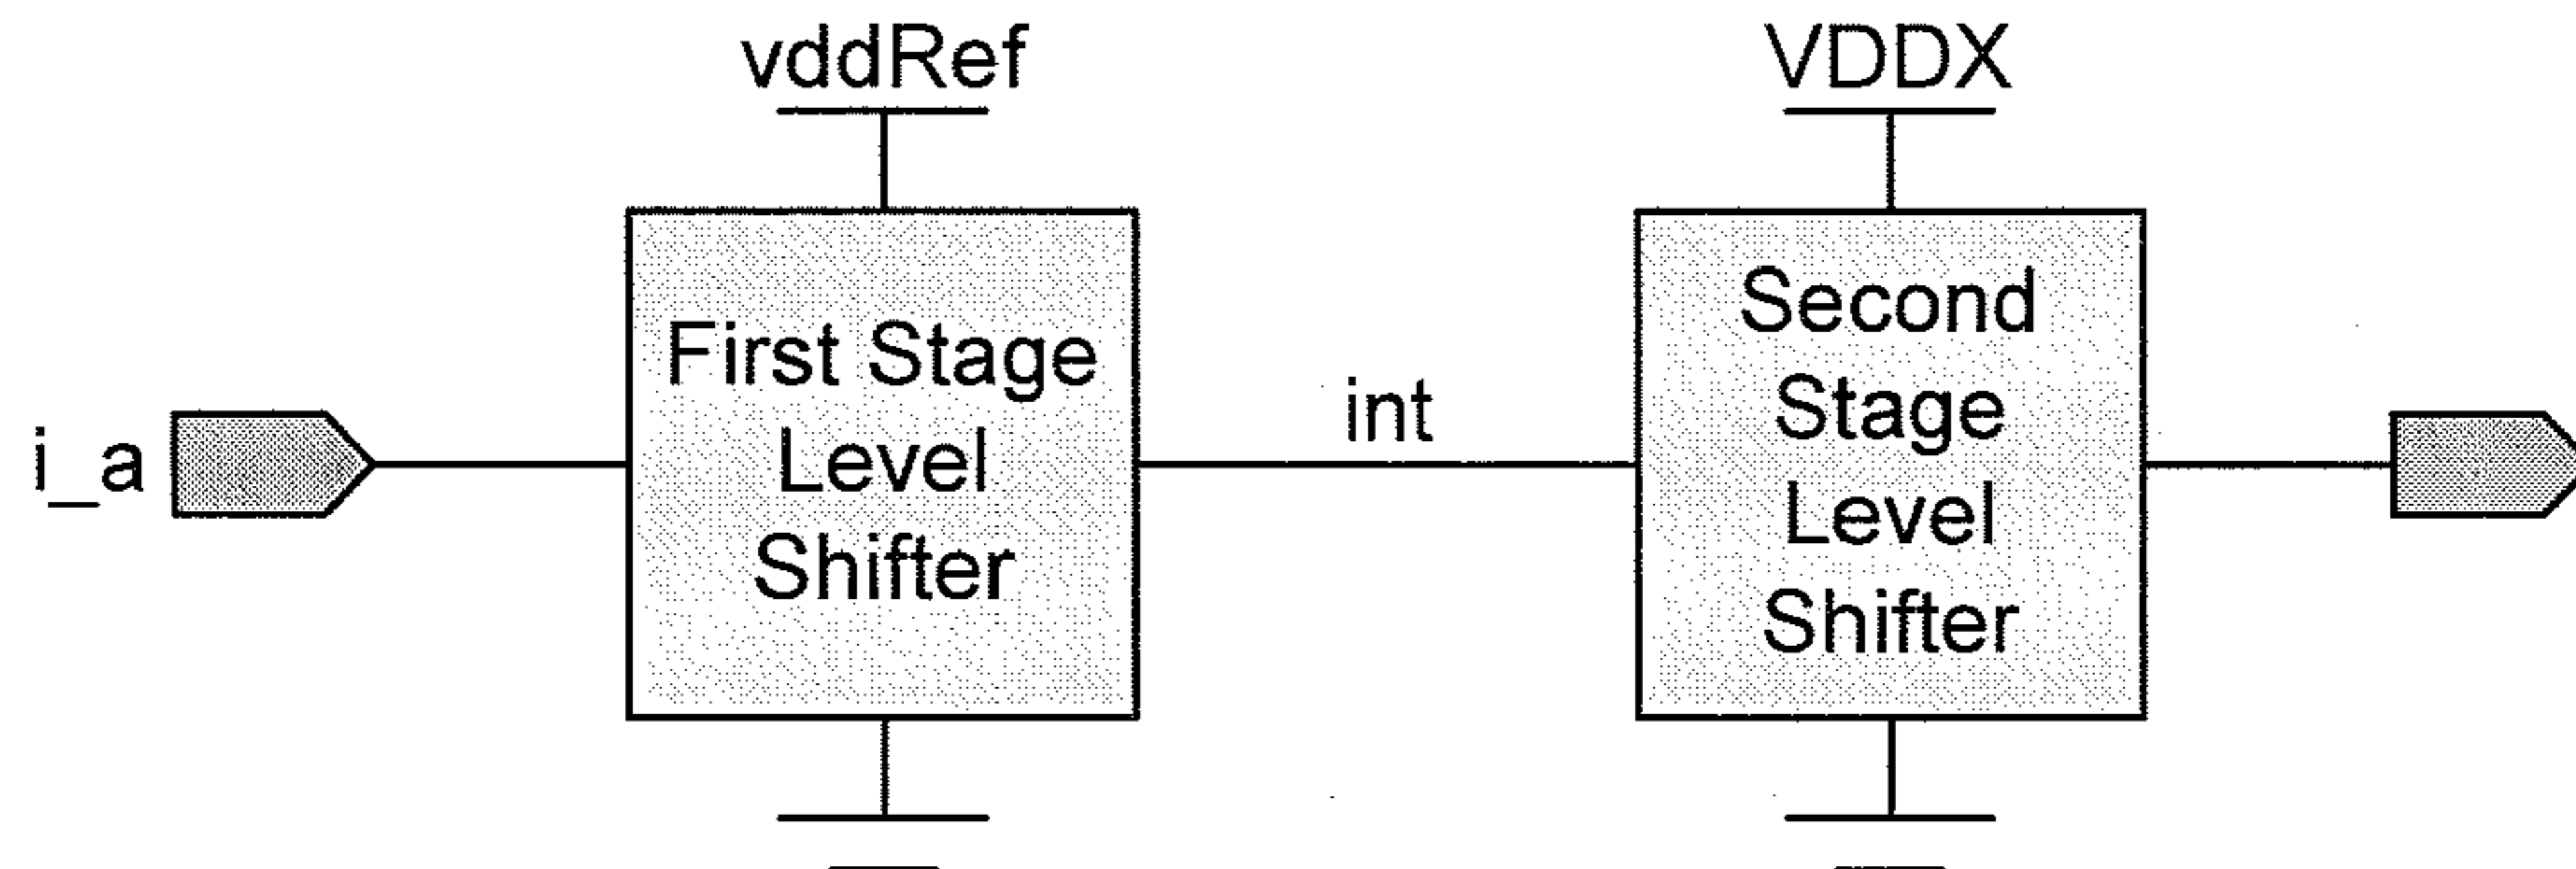 vddRef
VDDX
i_a
First Stage
Level
Shifter
int
Second
Stage
Level
Shifter